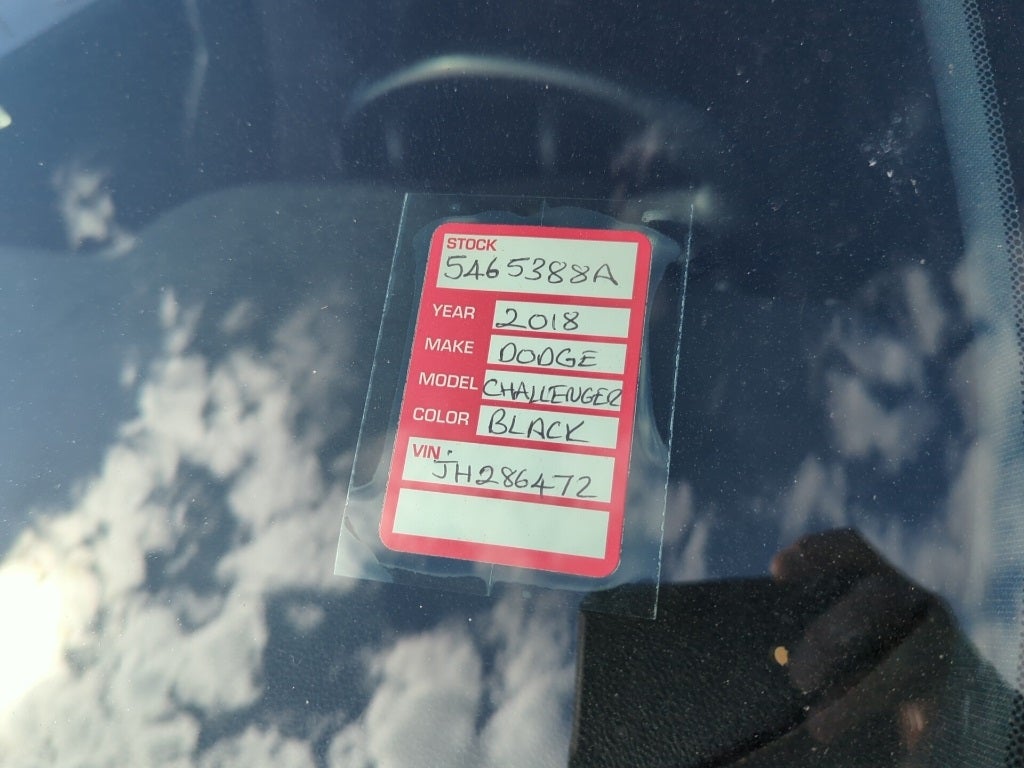 STOCK
5465388A
YEAR 2018
MAKE DODGE
MODEL CHALLENGER
COLOR BLACK
VIN
JH286472